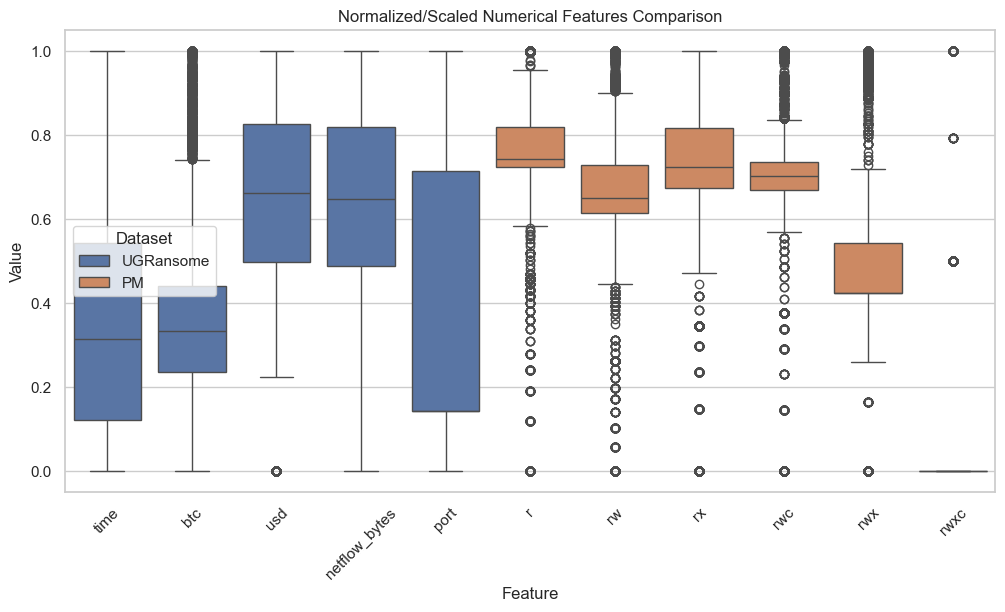 Normalized/Scaled Numerical Features Comparison
1.0
0.8
0.6
0.4
0.2
0.0
Value
Dataset
UGRansome
PM
time
btc
usd
netflow_bytes
port
r
rw
rx
rwc
rwx
rwxc
Feature